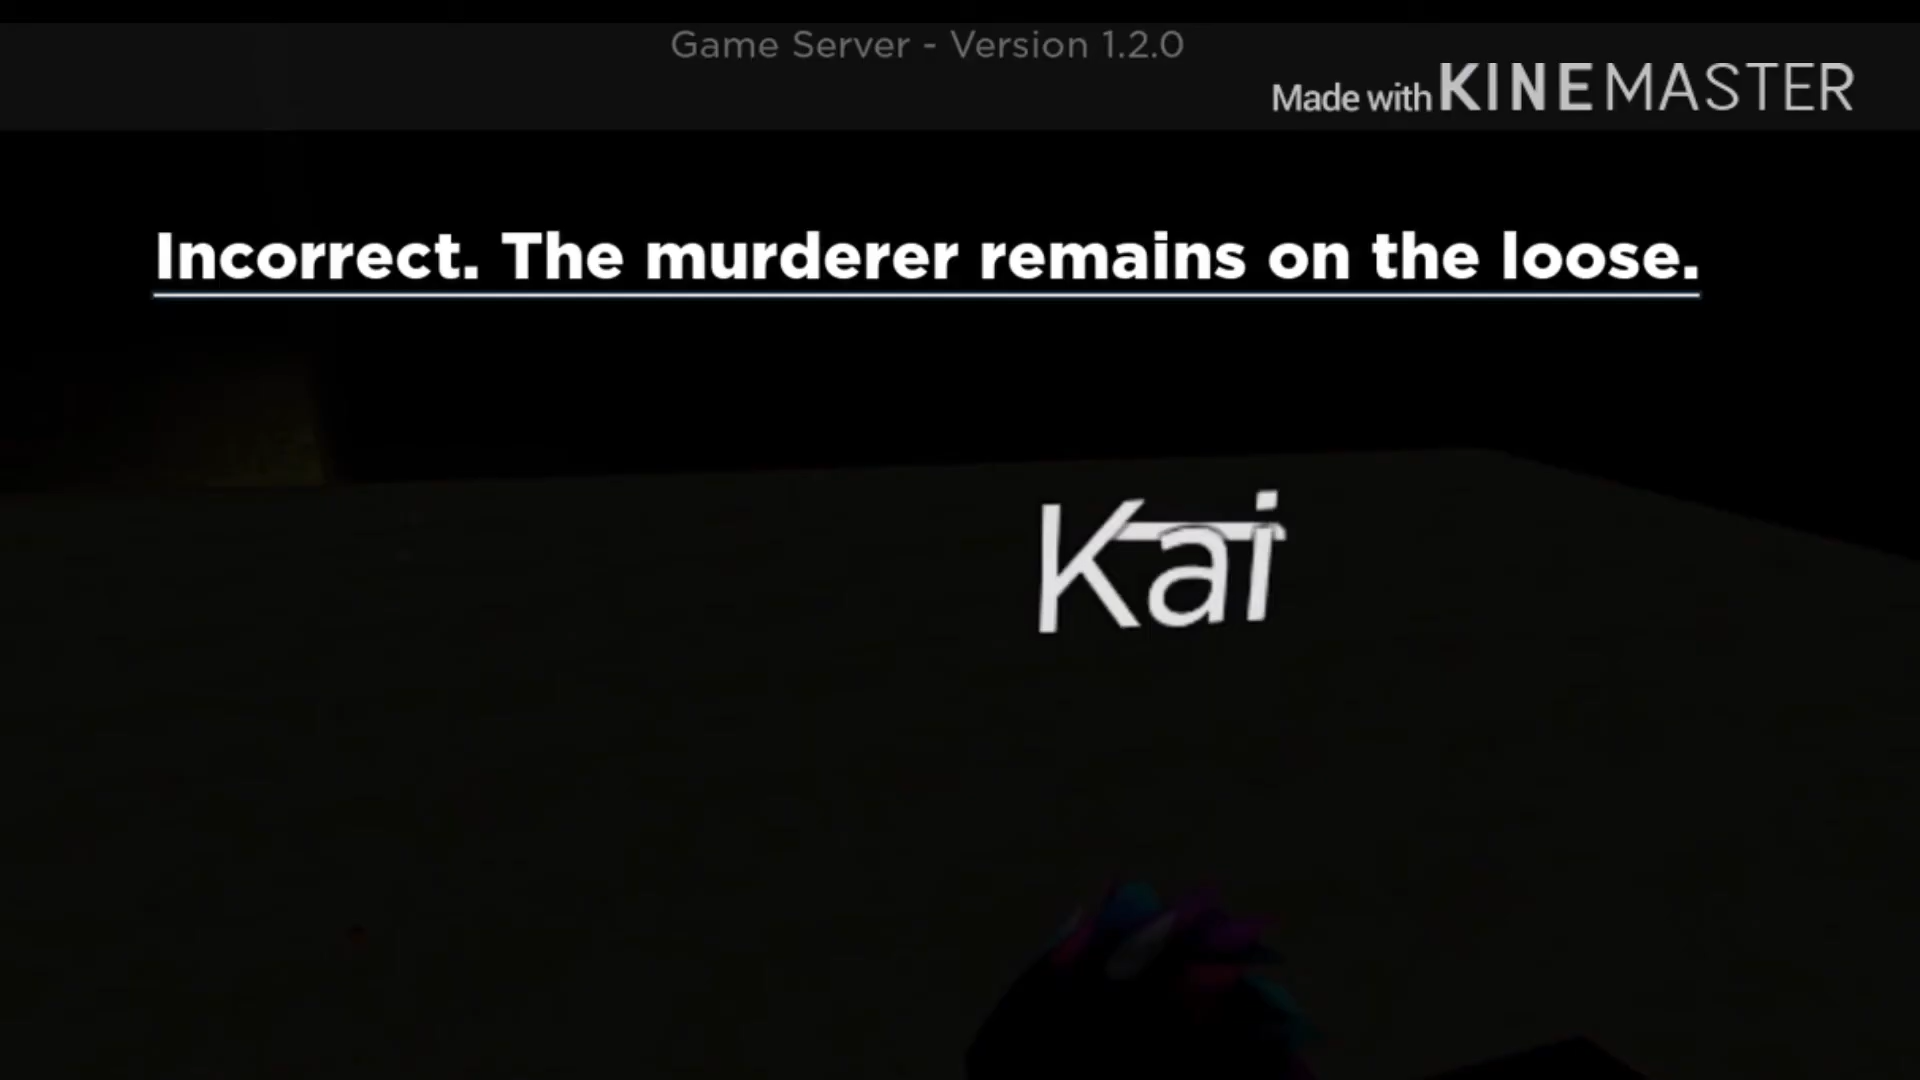 Game Server - Version 1.2.0
Made with KINEMASTER
Incorrect. The murderer remains on the loose.
Kai